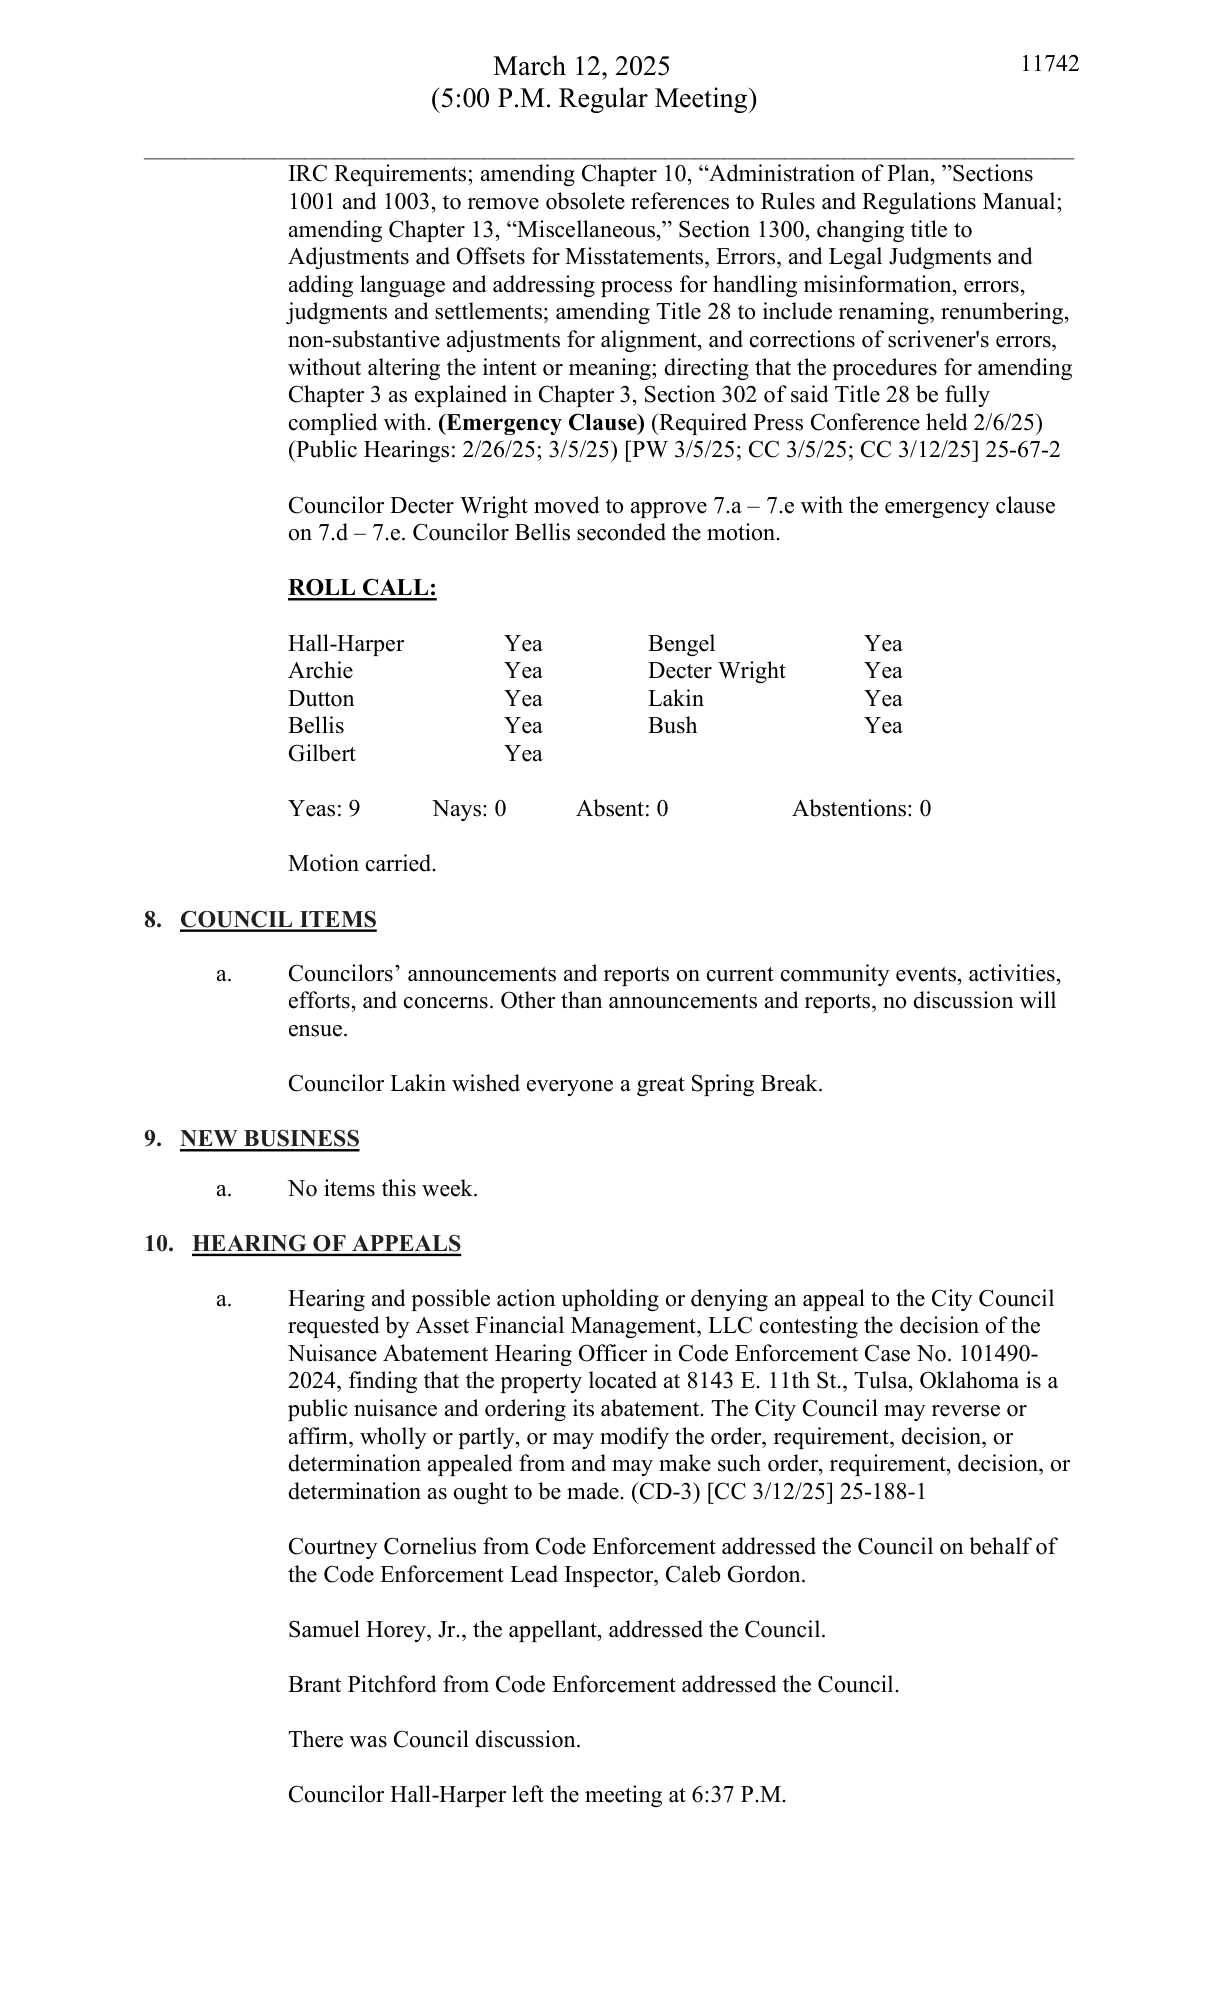 March 12, 2025
11742
(5:00 P.M. Regular Meeting)
IRC Requirements; amending Chapter 10, “Administration of Plan, ”Sections
1001 and 1003, to remove obsolete references to Rules and Regulations Manual;
amending Chapter 13, “Miscellaneous,” Section 1300, changing title to
Adjustments and Offsets for Misstatements, Errors, and Legal Judgments and
adding language and addressing process for handling misinformation, errors,
judgments and settlements; amending Title 28 to include renaming, renumbering,
non-substantive adjustments for alignment, and corrections of scrivener's errors,
without altering the intent or meaning; directing that the procedures for amending
Chapter 3 as explained in Chapter 3, Section 302 of said Title 28 be fully
complied with. (Emergency Clause) (Required Press Conference held 2/6/25)
(Public Hearings: 2/26/25; 3/5/25) [PW 3/5/25; CC 3/5/25; CC 3/12/25] 25-67-2
Councilor Decter Wright moved to approve 7.a – 7.e with the emergency clause
on 7.d – 7.e. Councilor Bellis seconded the motion.
ROLL CALL:
Hall-Harper Yea Bengel Yea
Archie Yea Decter Wright Yea
Dutton Yea Lakin Yea
Bellis Yea Bush Yea
Gilbert Yea
Yeas: 9 Nays: 0 Absent: 0 Abstentions: 0
Motion carried.
8. COUNCIL ITEMS
a. Councilors’ announcements and reports on current community events, activities,
efforts, and concerns. Other than announcements and reports, no discussion will
ensue.
Councilor Lakin wished everyone a great Spring Break.
9. NEW BUSINESS
a. No items this week.
10. HEARING OF APPEALS
a. Hearing and possible action upholding or denying an appeal to the City Council
requested by Asset Financial Management, LLC contesting the decision of the
Nuisance Abatement Hearing Officer in Code Enforcement Case No. 101490-
2024, finding that the property located at 8143 E. 11th St., Tulsa, Oklahoma is a
public nuisance and ordering its abatement. The City Council may reverse or
affirm, wholly or partly, or may modify the order, requirement, decision, or
determination appealed from and may make such order, requirement, decision, or
determination as ought to be made. (CD-3) [CC 3/12/25] 25-188-1
Courtney Cornelius from Code Enforcement addressed the Council on behalf of
the Code Enforcement Lead Inspector, Caleb Gordon.
Samuel Horey, Jr., the appellant, addressed the Council.
Brant Pitchford from Code Enforcement addressed the Council.
There was Council discussion.
Councilor Hall-Harper left the meeting at 6:37 P.M.